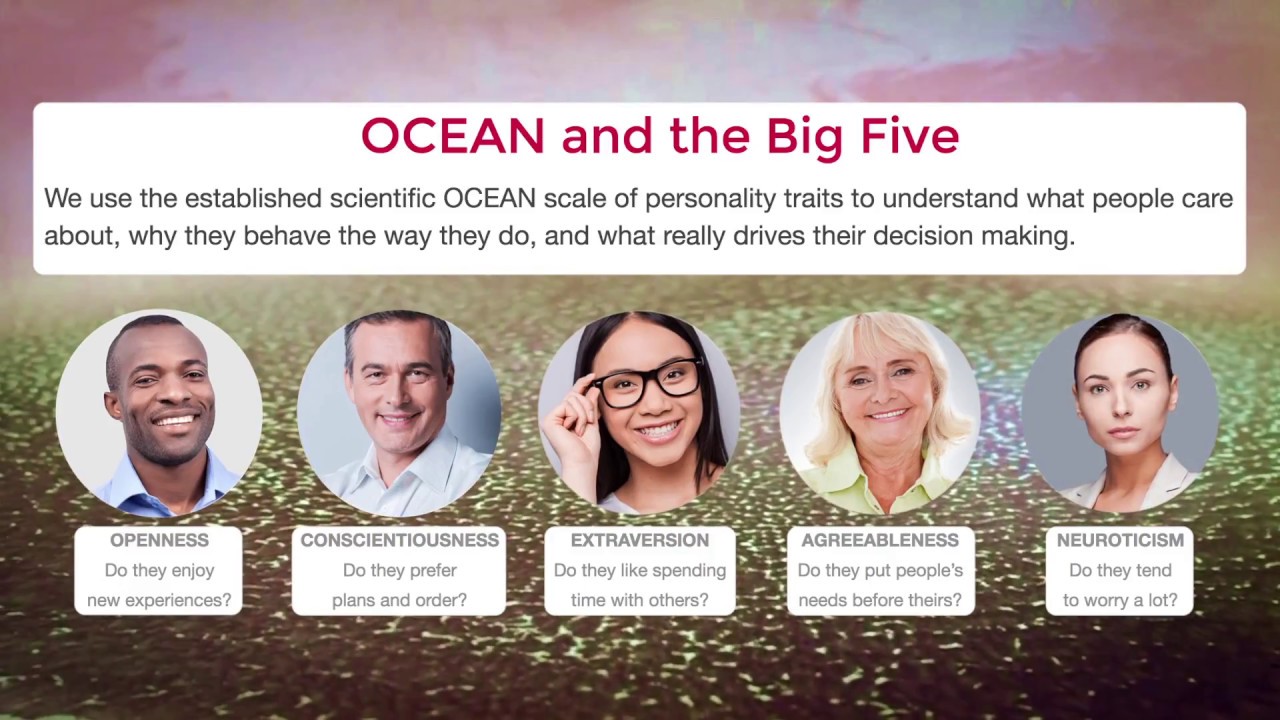 OCEAN and the Big Five
We use the established scientific OCEAN scale of personality traits to understand what people care
about, why they behave the way they do, and what really drives their decision making.
OPENNESS
Do they enjoy
new experiences?
CONSCIENTIOUSNESS
Do they prefer
plans and order?
EXTRAVERSION
Do they like spending
time with others?
AGREEABLENESS
Do they put people’s
needs before theirs?
NEUROTICISM
Do they tend
to worry a lot?